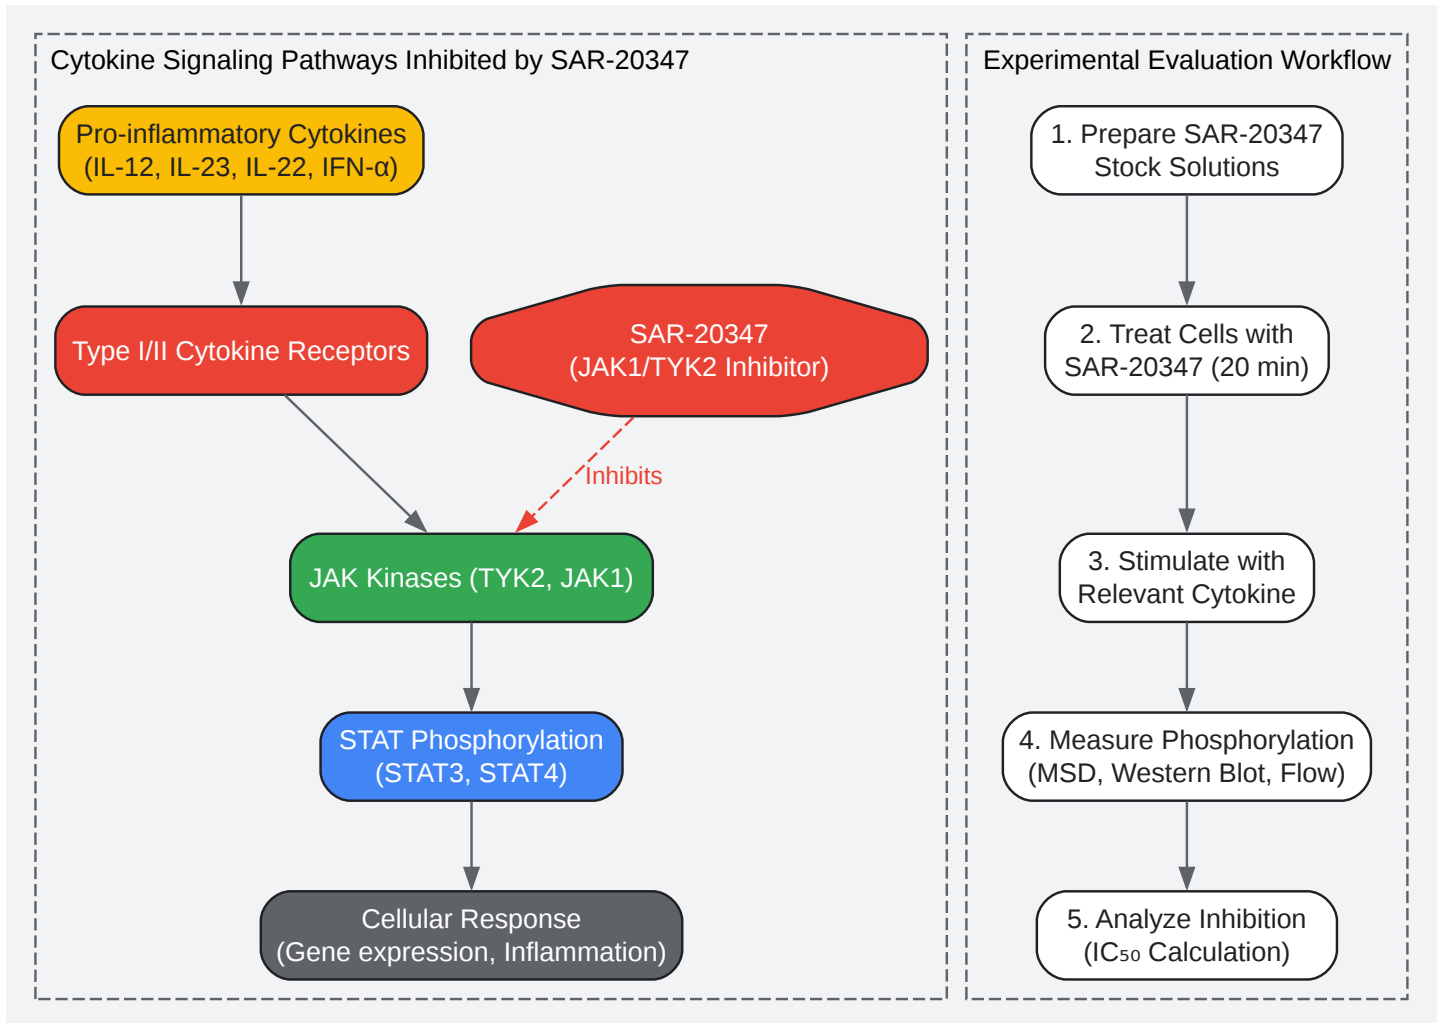 Cytokine Signaling Pathways Inhibited by SAR-20347
Pro-inflammatory Cytokines
(IL-12, IL-23, IL-22, IFN-α)
Type I/II Cytokine Receptors
SAR-20347
(JAK1/TYK2 Inhibitor)
Inhibits
JAK Kinases (TYK2, JAK1)
STAT Phosphorylation
(STAT3, STAT4)
Cellular Response
(Gene expression, Inflammation)
Experimental Evaluation Workflow
1. Prepare SAR-20347
Stock Solutions
2. Treat Cells with
SAR-20347 (20 min)
3. Stimulate with
Relevant Cytokine
4. Measure Phosphorylation
(MSD, Western Blot, Flow)
5. Analyze Inhibition
(IC₅₀ Calculation)